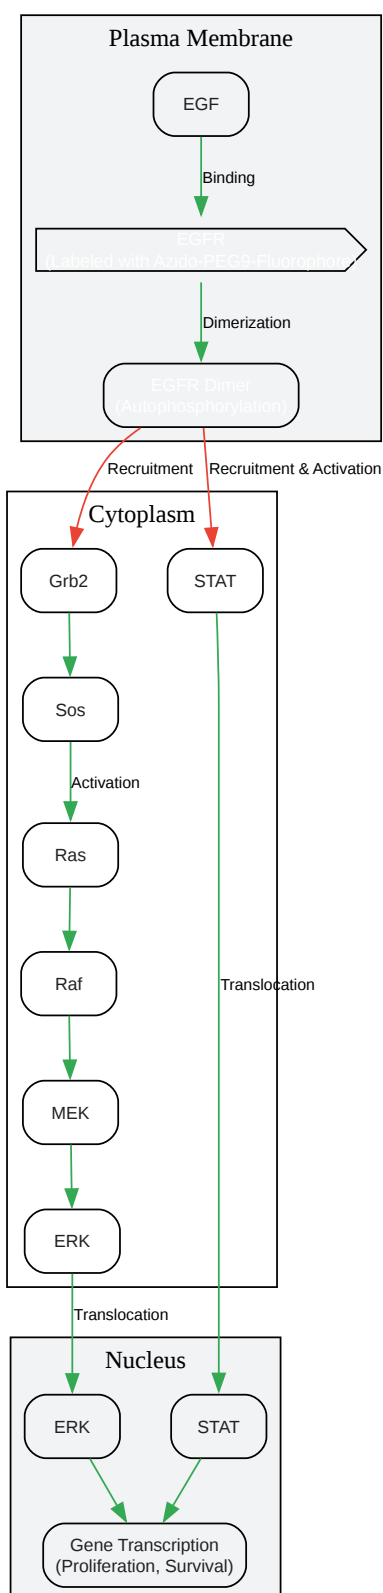 Plasma Membrane
EGF
Binding
EGFR
(Labeled with Azido-PEG9-Fluorophore)
Dimerization
EGFR Dimer
(Autophosphorylation)
Recruitment
Recruitment & Activation
Cytoplasm
Grb2
STAT
Sos
Activation
Ras
Raf
Translocation
MEK
ERK
Translocation
Nucleus
ERK
STAT
Gene Transcription
(Proliferation, Survival)